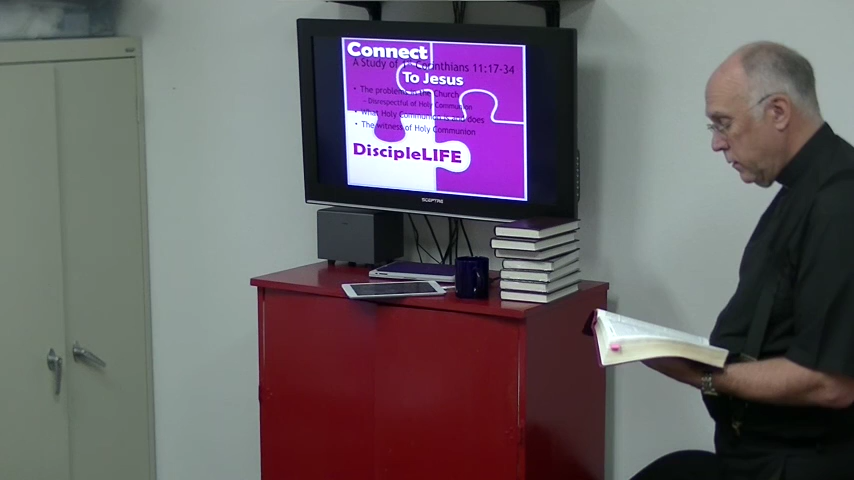 Connect
A Study of 1st Corinthians 11:17-34
To Jesus
• The problems in the Church
– Disrespectful of Holy Communion
• What Holy Communion is and does
• The witness of Holy Communion
DiscipleLIFE
SCEPTRE